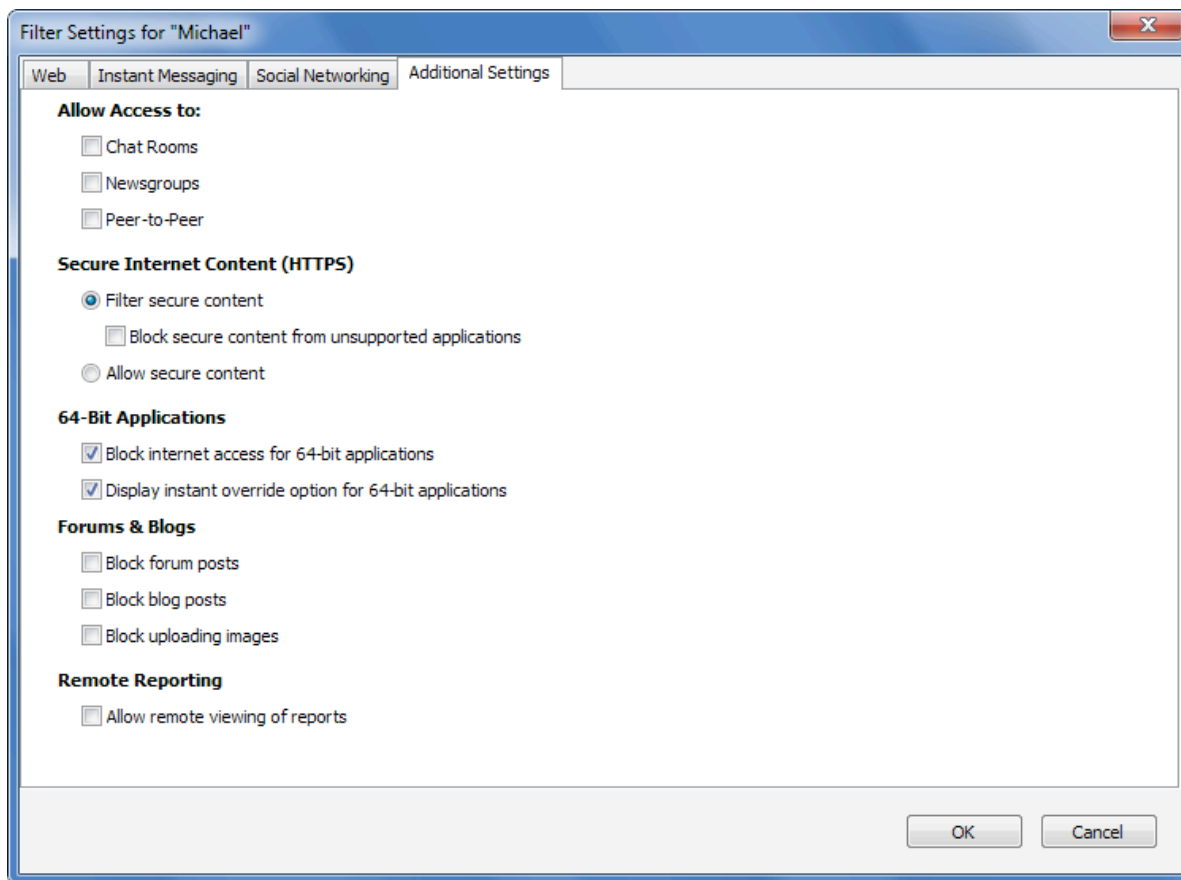 Filter Settings for "Michael"
Web Instant Messaging Social Networking Additional Settings
Allow Access to:
Chat Rooms
Newsgroups
Peer-to-Peer
Secure Internet Content (HTTPS)
Filter secure content
Block secure content from unsupported applications
Allow secure content
64-Bit Applications
Block internet access for 64-bit applications
Display instant override option for 64-bit applications
Forums & Blogs
Block forum posts
Block blog posts
Block uploading images
Remote Reporting
Allow remote viewing of reports
OK Cancel